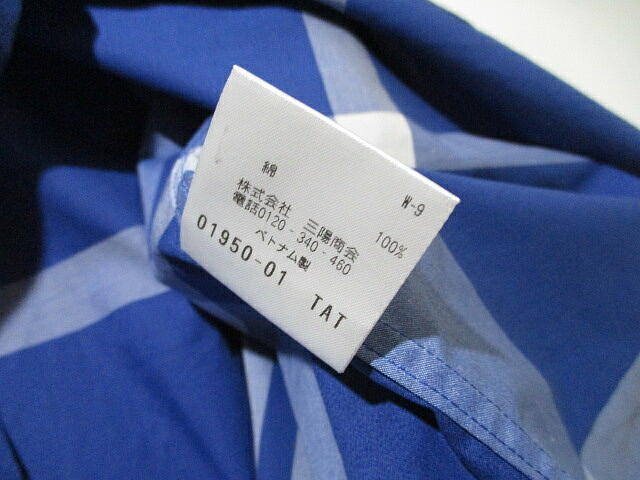 W-9
綿 100%
株式会社 三陽商会
電話0120-340-460
ベトナム製
01950-01 TAT